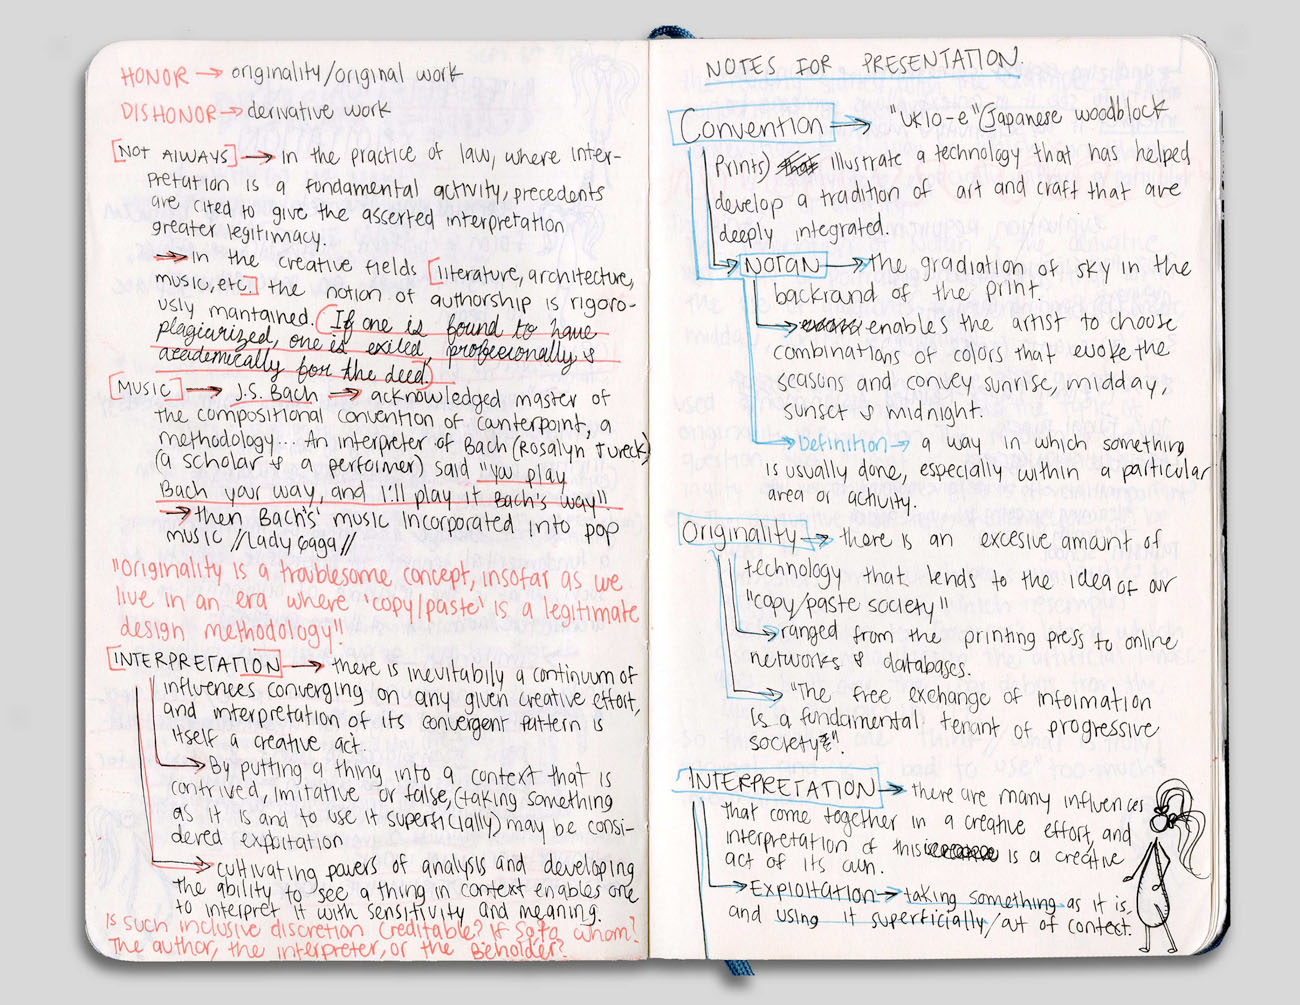 HONOR → originality/original work
DISHONOR → derivative work
[NOT ALWAYS] → in the practice of law, where inter-
pretation is a fundamental activity, precedents
are cited to give the asserted interpretation
greater legitimacy.
→ In the creative fields [literature, architecture,
music, etc.] the notion of authorship is rigoro-
usly mantained. (If one is found to have
plagiarized, one is exiled, profecionally &
academically for the deed.)
[MUSIC] → J.S. Bach → acknowledged master of
the compositional convention of canterpoint, a
methodology... An interpreter of Bach (Rosalyn Tureck)
(a scholar & a performer) said "You play
Bach your way, and I'll play it Bach's way"
→ then Bach's' music incorporated into pop
music //Lady Gaga//
"Originality is a troublesome concept, insofar as we
live in an era where 'copy/paste' is a legitimate
design methodology"
[INTERPRETATION] → there is inevitabily a continuum of
influences converging on any given creative effort,
and interpretation of its convergent pattern is
itself a creative act.
→ By putting a thing into a context that is
contrived, imitative or false, (taking something
as it is and to use it superficially) may be consi-
dered exploitation
→ cultivating powers of analysis and developing
the ability to see a thing in context enables one
to interpret it with sensitivity and meaning.
Is such inclusive discretion creditable? If so, to whom?
The author, the interpreter, or the Beholder?
NOTES FOR PRESENTATION.
Convention → "UKIO-e" (Japanese woodblock
prints) illustrate a technology that has helped
develop a tradition of art and craft that are
deeply integrated.
→ NOTAN → the gradiation of sky in the
backrand of the print
→ enables the artist to choose
combinations of colors that evoke the
seasons and convey sunrise, midday,
sunset & midnight.
→ Definition → a way in which something
is usually done, especially within a particular
area or activity.
Originality → there is an excesive amount of
technology that lends to the idea of our
"copy/paste society"
→ ranged from the printing press to online
networks & databases.
→ "The free exchange of information
is a fundamental tenant of progressive
society".
INTERPRETATION → there are many influences
that come together in a creative effort, and
interpretation of this is a creative
act of its own.
→ Exploitation → taking something as it is,
and using it superficially/out of context.